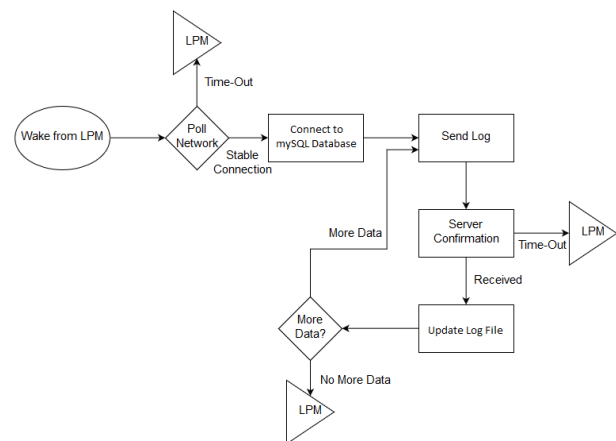 LPM
Time-Out
Wake from LPM
Poll
Network
Stable
Connection
Connect to
mySQL Database
Send Log
More Data
Server
Confirmation
Time-Out
LPM
Received
More
Data?
Update Log File
No More Data
LPM